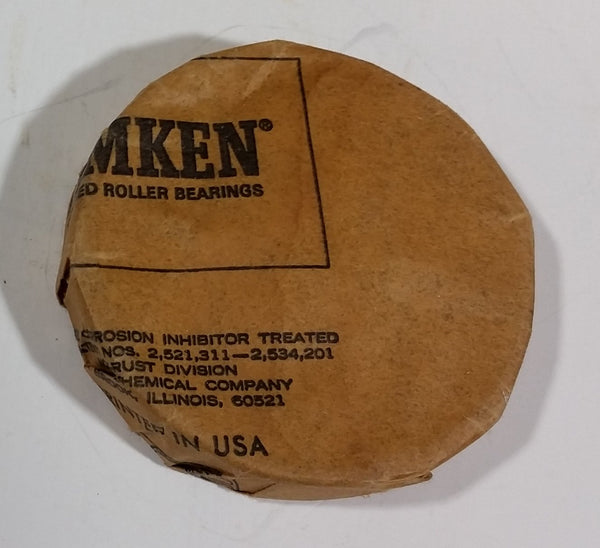 MKEN®
ED ROLLER BEARINGS
ROSION INHIBITOR TREATED
NOS. 2,521,311—2,534,201
RUST DIVISION
HEMICAL COMPANY
ILLINOIS, 60521
IN USA